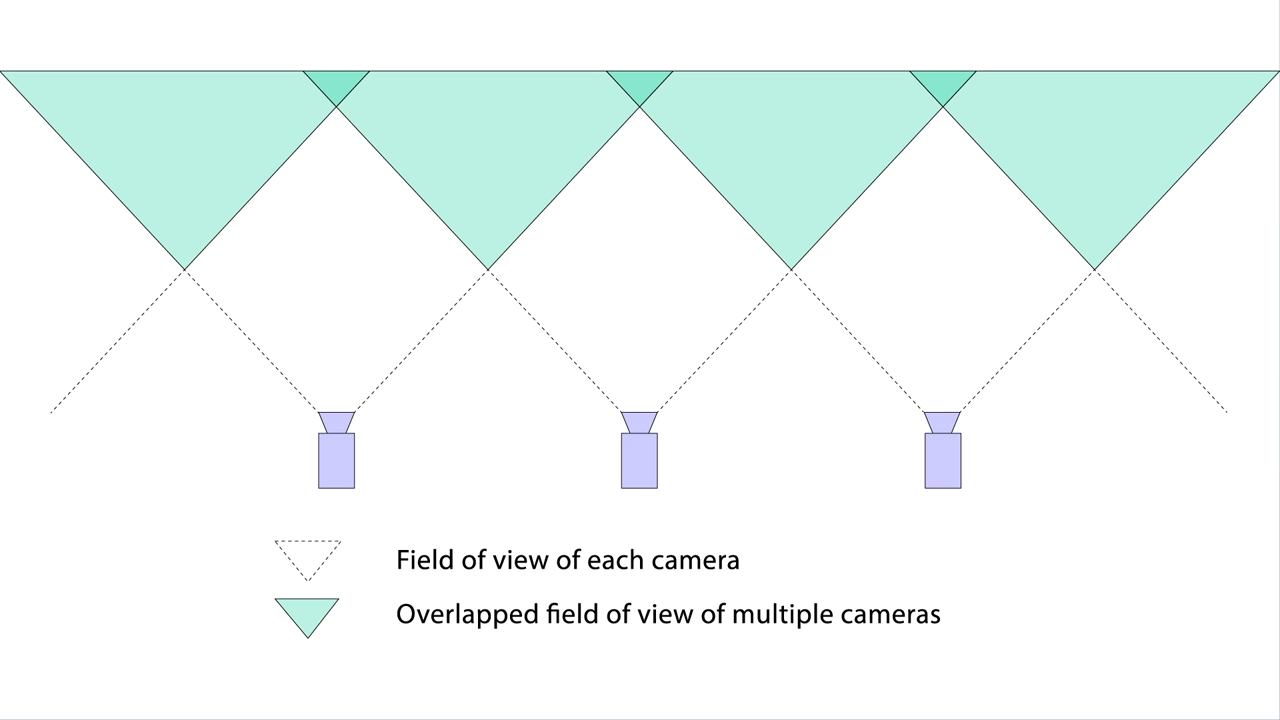 Field of view of each camera
Overlapped field of view of multiple cameras